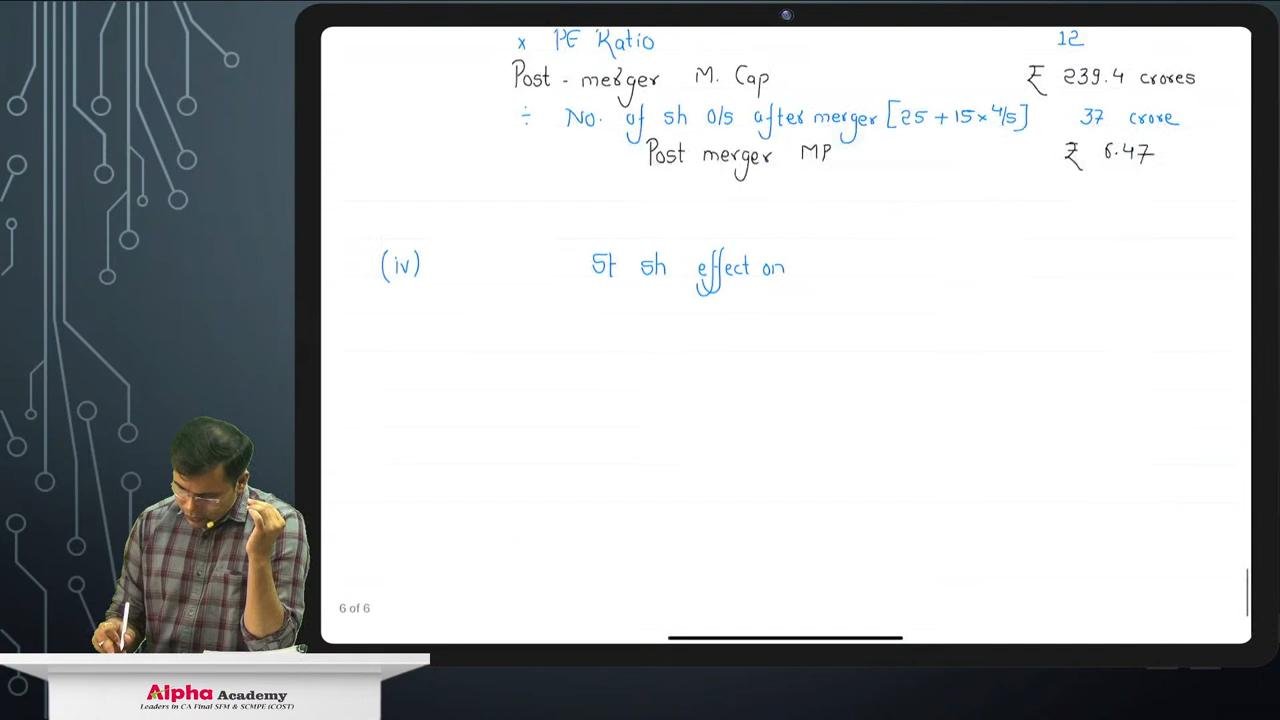 x PE Ratio 12
Post - merger M. Cap ₹ 239.4 crores
÷ No. of sh o/s after merger [25 + 15 x 4/5] 37 crore
Post merger MP ₹ 6.47
(iv) St sh effect on
6 of 6
Alpha Academy
Leaders in CA Final SFM & SCMPE (COST)